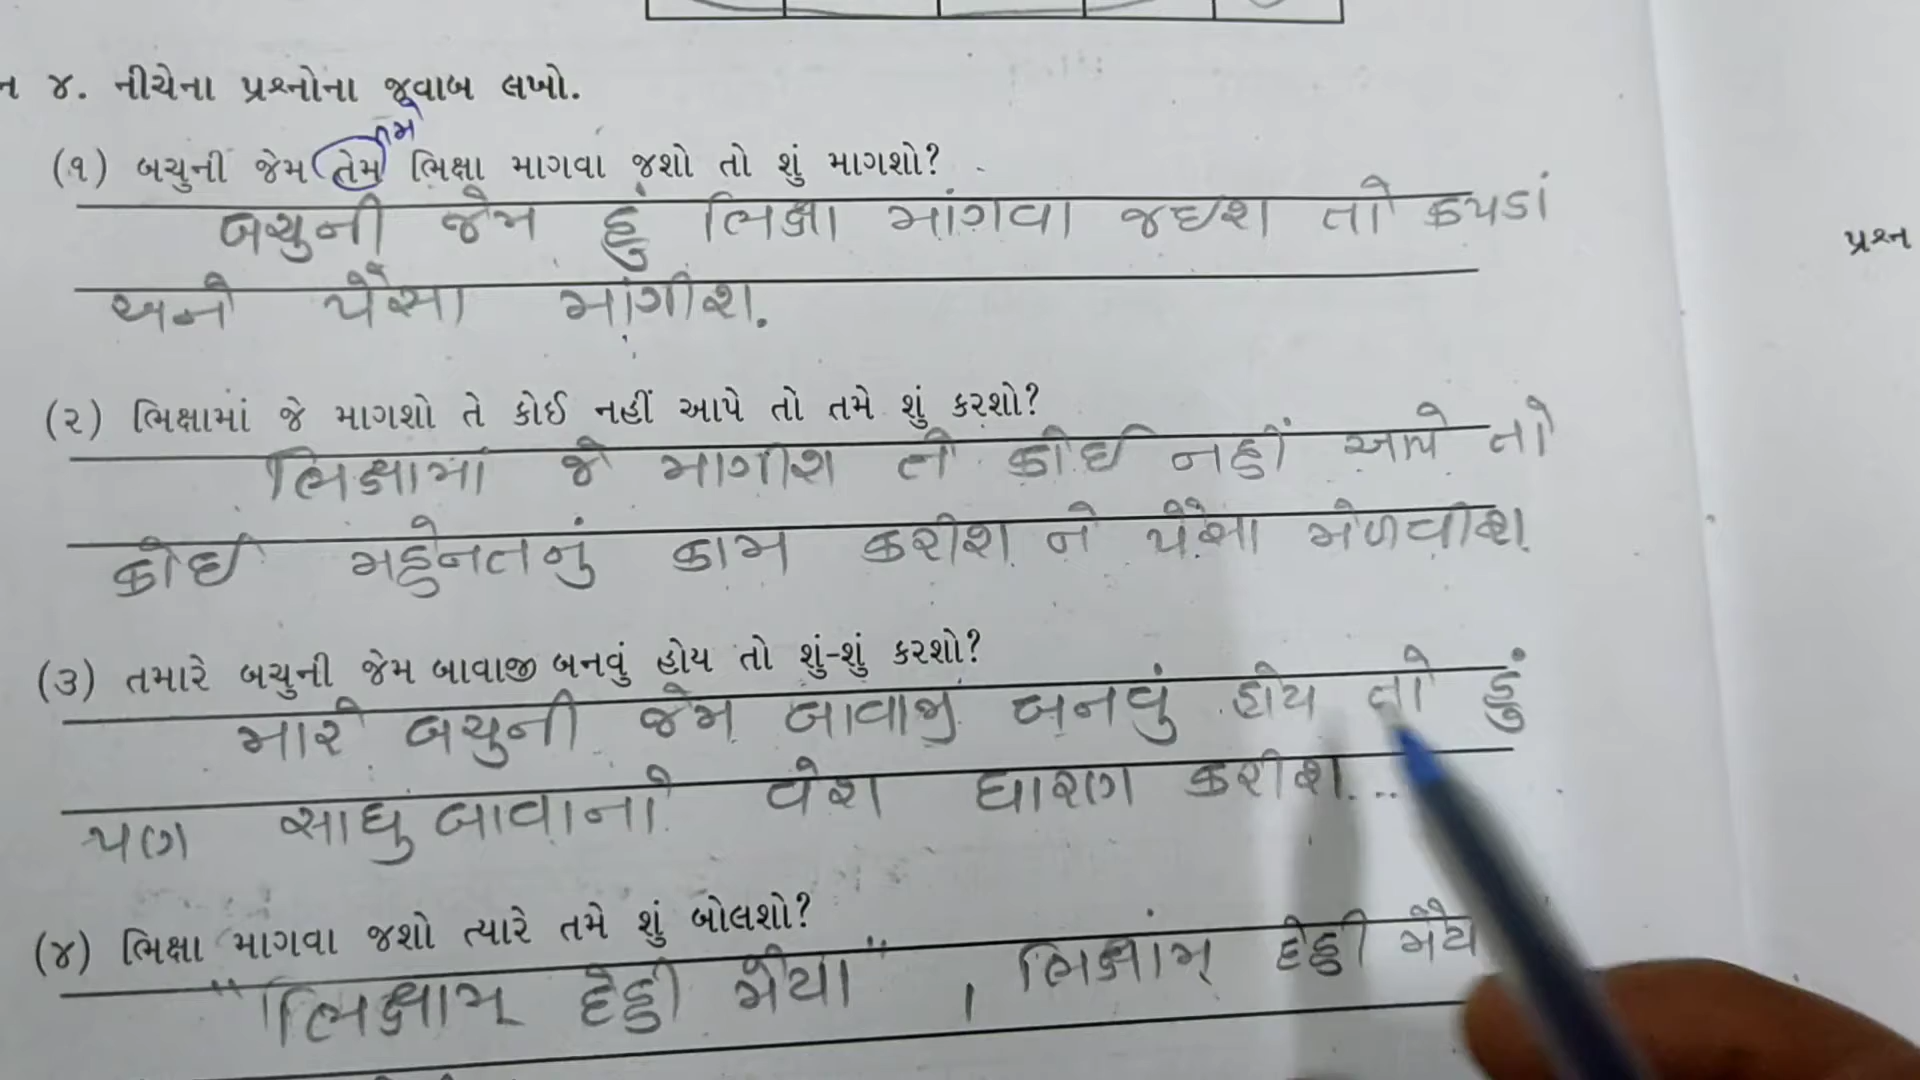 ન ૪. નીચેના પ્રશ્નોના જવાબ લખો.
તમે
(૧) બચુની જેમ તેમ ભિક્ષા માગવા જશો તો શું માગશો?
બચુની જેમ હું ભિક્ષા માંગવા જઈશ તો કપડાં
અને પૈસા માંગીશ.
પ્રશ્ન
(૨) ભિક્ષામાં જે માગશો તે કોઈ નહીં આપે તો તમે શું કરશો?
ભિક્ષામાં જે માગીશ તે કોઈ નહીં આપે તો
કોઈ મહેનતનું કામ કરીશ ને પૈસા મેળવીશ.
(૩) તમારે બચુની જેમ બાવાજી બનવું હોય તો શું-શું કરશો?
મારે બચુની જેમ બાવાજી બનવું હોય તો હું
પણ સાધુ બાવાનો વેશ ધારણ કરીશ...
(૪) ભિક્ષા માગવા જશો ત્યારે તમે શું બોલશો?
"ભિક્ષામ્ દેહી મૈયા", ભિક્ષાંમ્ દેહી